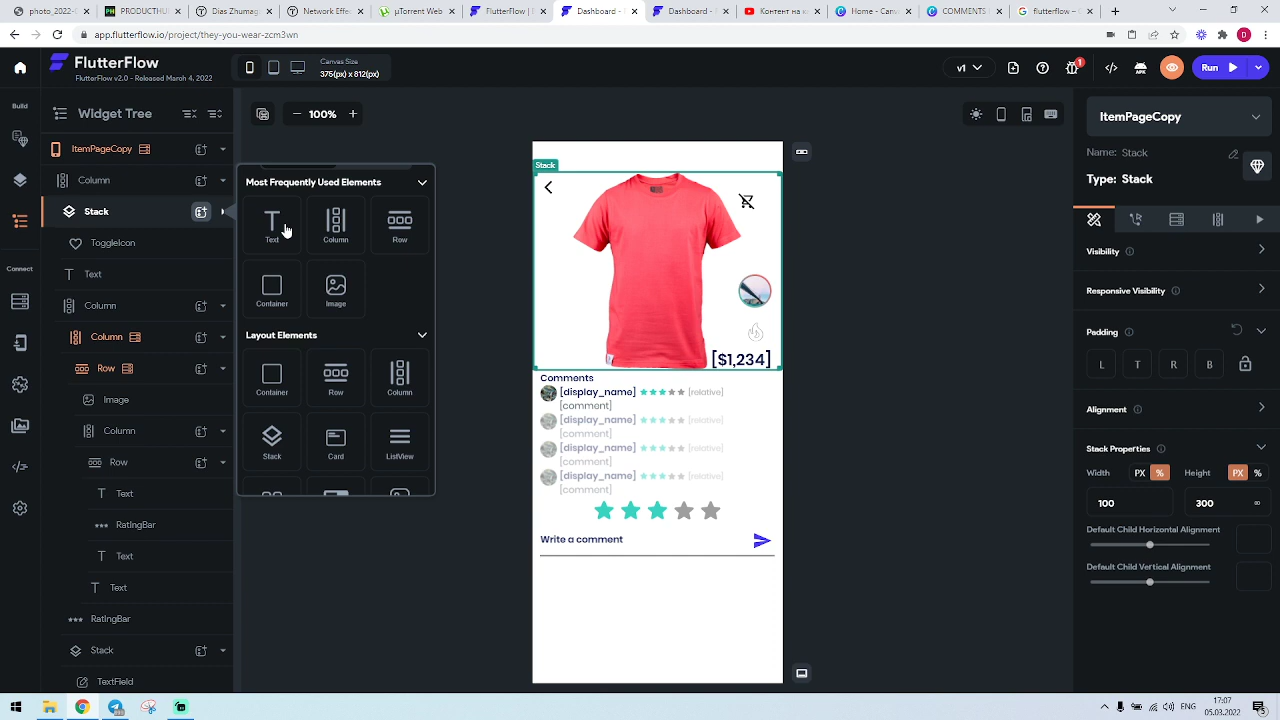 phone-2022-
PRODUCTHU
Dias Zhumag
Network Effe
µTorrent Web
FlutterFlow
Dashboard -
Dashboard -
Контент на к
Home - Canv
COMMENTS
FlutterFlow -
app.flutterflow.io/project/they-you-wear-zcm3wn
FlutterFlow
FlutterFlow v2.0 - Released March 4, 2022
Canvas Size
350px x 812px
v1
1
Run
Build
Widget Tree
100%
ItemPageCopy
ItemPageCopy
Column
Name: Stack
Stack
Type: Stack
ToggleIcon
Text
Column
Column
Row
Image
Column
Row
Text
RatingBar
Text
Text
RatingBar
Stack
TextField
Connect
Most Frequently Used Elements
Text
Column
Row
Container
Image
Layout Elements
Container
Row
Column
Stack
Card
ListView
Stack
[$1,234]
Comments
[display_name]
[relative]
[comment]
[display_name]
[relative]
[comment]
[display_name]
[relative]
[comment]
[display_name]
[relative]
[comment]
Write a comment
Visibility
Responsive Visibility
Padding
L
T
R
B
Alignment
Stack Properties
Width
PX
%
Height
PX
%
100
300
∞
Default Child Horizontal Alignment
Default Child Vertical Alignment
ENG
17:07
05.03.2022